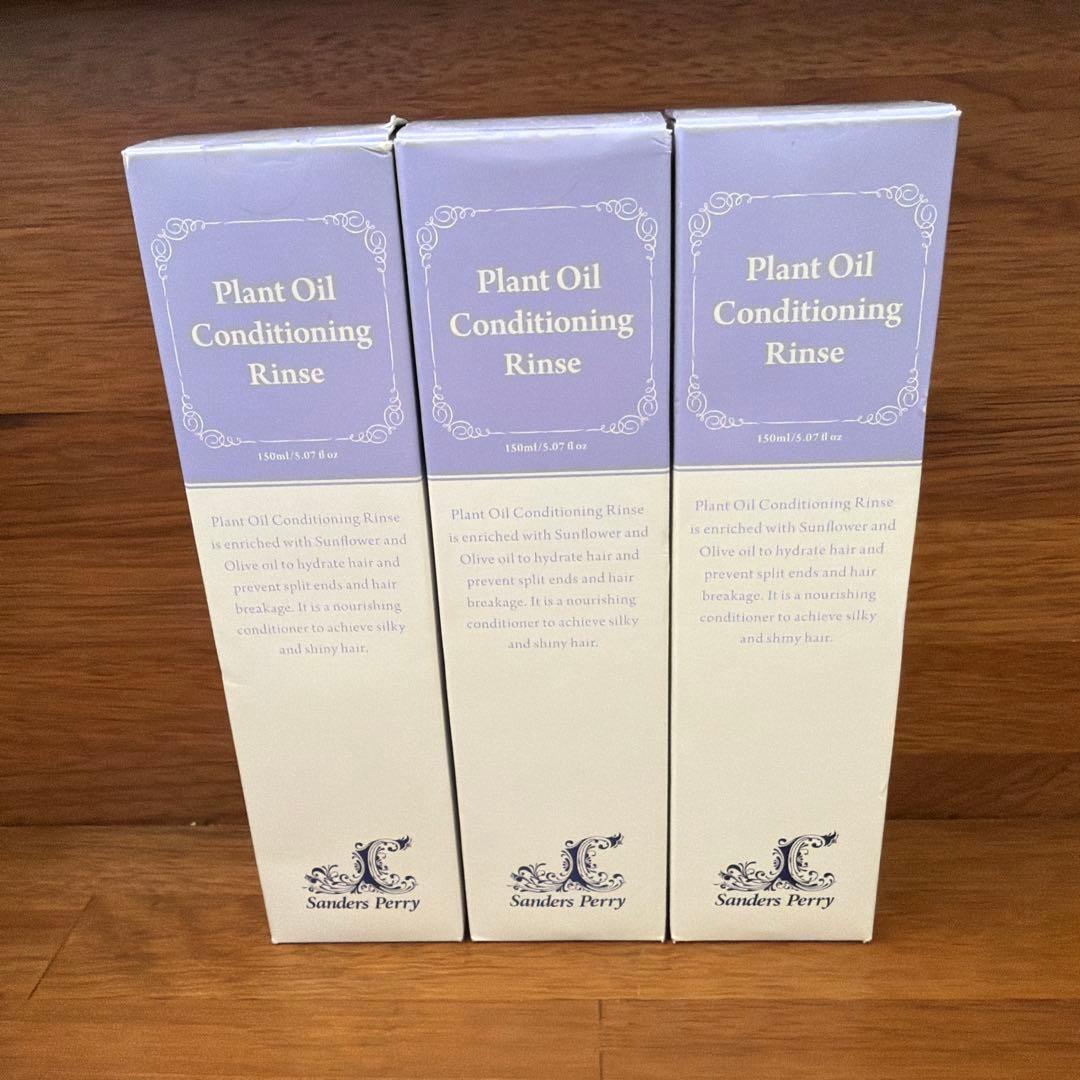 Plant Oil
Conditioning
Rinse
150ml/5.07 fl oz
Plant Oil Conditioning Rinse
is enriched with Sunflower and
Olive oil to hydrate hair and
prevent split ends and hair
breakage. It is a nourishing
conditioner to achieve silky
and shiny hair.
Sanders Perry
Plant Oil
Conditioning
Rinse
150ml/5.07 fl oz
Plant Oil Conditioning Rinse
is enriched with Sunflower and
Olive oil to hydrate hair and
prevent split ends and hair
breakage. It is a nourishing
conditioner to achieve silky
and shiny hair.
Sanders Perry
Plant Oil
Conditioning
Rinse
150ml/5.07 fl oz
Plant Oil Conditioning Rinse
is enriched with Sunflower and
Olive oil to hydrate hair and
prevent split ends and hair
breakage. It is a nourishing
conditioner to achieve silky
and shiny hair.
Sanders Perry